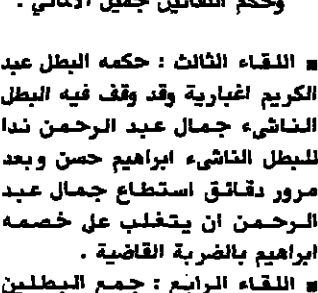 وحكم اللقائين جميل الاماني .
■ اللقاء الثالث : حكمه البطل عبد
الكريم اغبارية وقد وقف فيه البطل
الناشىء جمال عبد الرحمن ندا
للبطل الناشىء ابراهيم حسن وبعد
مرور دقائق استطاع جمال عبد
الرحمن ان يتغلب على خصمه
ابراهيم بالضربة القاضية .
■ اللقاء الرابع : جمع البطلين